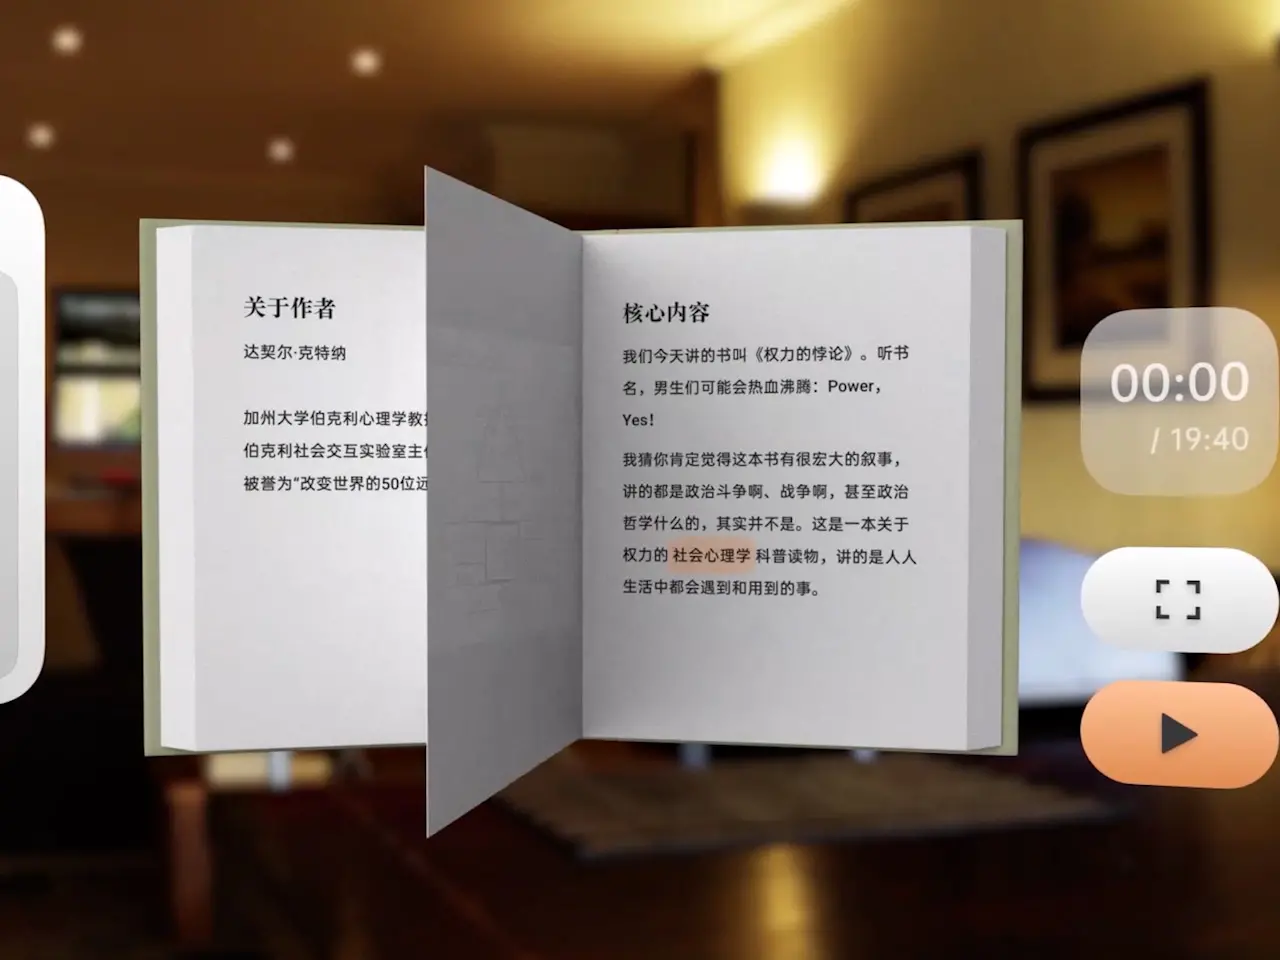 关于作者
达契尔·克特纳
加州大学伯克利心理学教
伯克利社会交互实验室主
被誉为“改变世界的50位远
核心内容
我们今天讲的书叫《权力的悖论》。听书
名，男生们可能会热血沸腾：Power，
Yes！
我猜你肯定觉得这本书有很宏大的叙事，
讲的都是政治斗争啊、战争啊，甚至政治
哲学什么的，其实并不是。这是一本关于
权力的 社会心理学 科普读物，讲的是人人
生活中都会遇到和用到的事。
00:00
/ 19:40